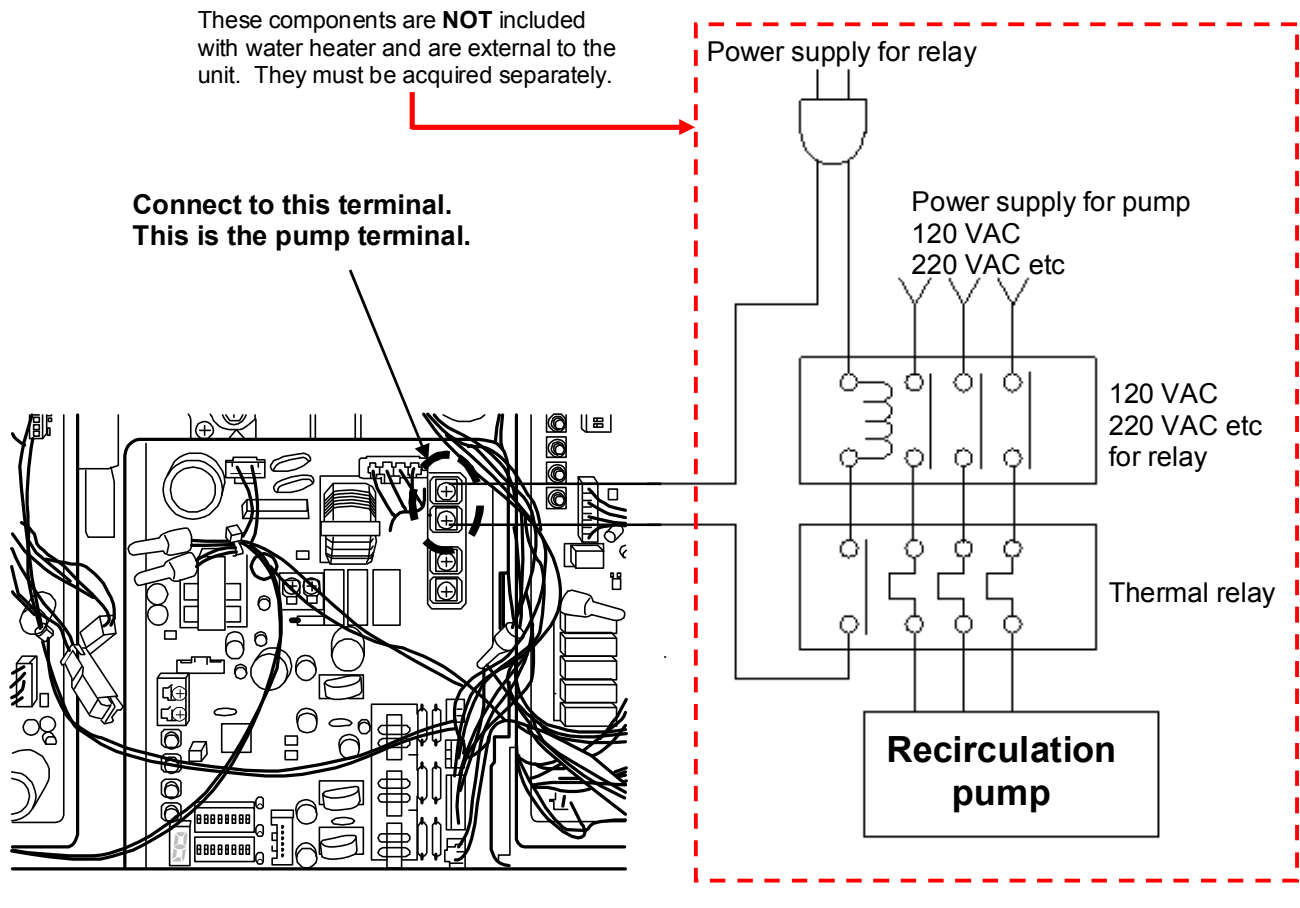 These components are NOT included
with water heater and are external to the
unit. They must be acquired separately.
Power supply for relay
Connect to this terminal.
This is the pump terminal.
Power supply for pump
120 VAC
220 VAC etc
120 VAC
220 VAC etc
for relay
Thermal relay
Recirculation
pump